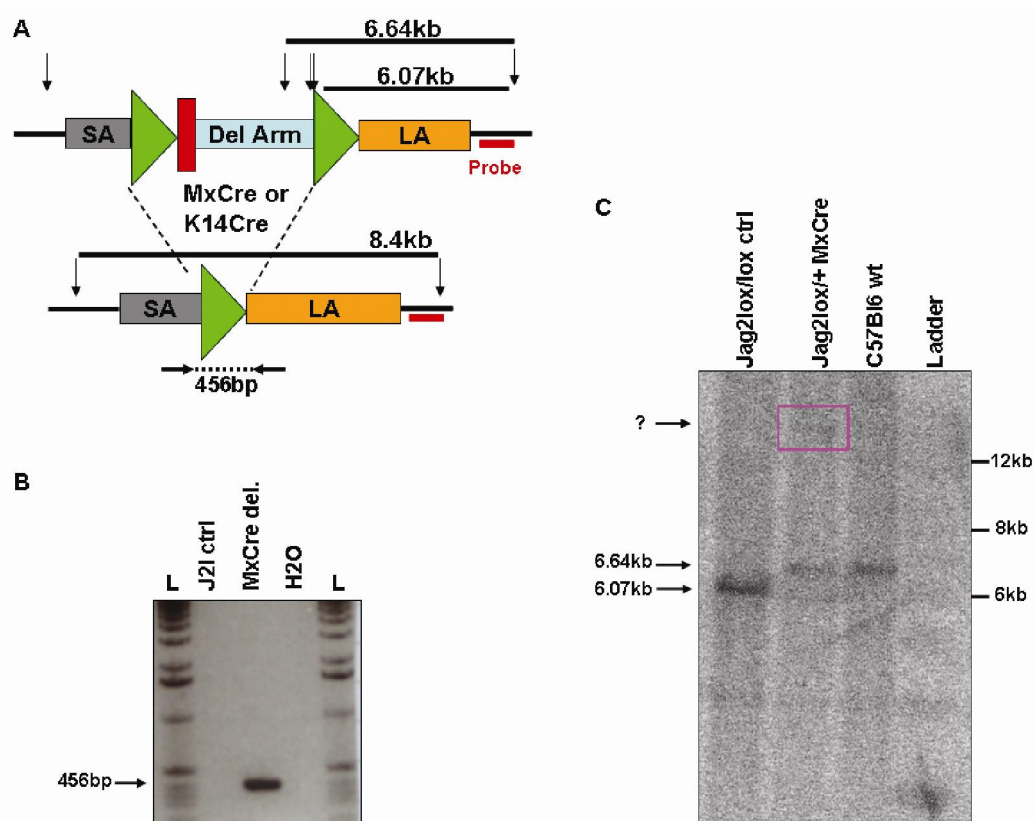 A
6.64kb
6.07kb
SA
Del Arm
LA
Probe
MxCre or
K14Cre
8.4kb
SA
LA
456bp
B
L
J2l ctrl
MxCre del.
H2O
L
456bp
C
Jag2lox/lox ctrl
Jag2lox/+ MxCre
C57Bl6 wt
Ladder
?
12kb
8kb
6.64kb
6.07kb
6kb